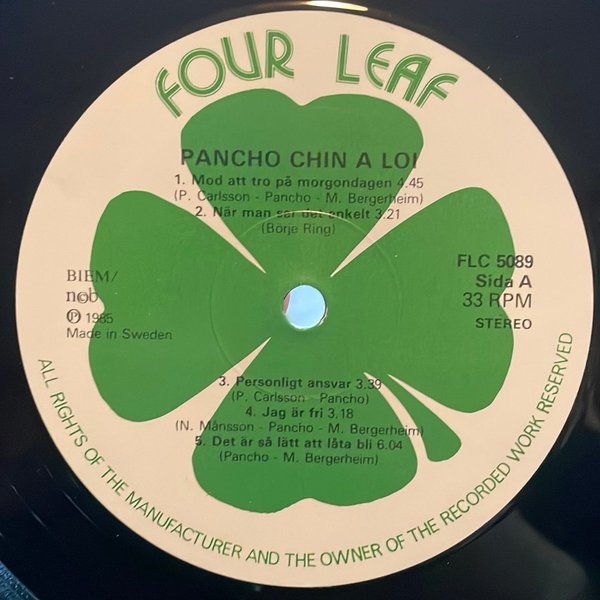 FOUR LEAF
PANCHO CHIN A LOI
1. Mod att tro på morgondagen 4.45
(P. Carlsson - Pancho - M. Bergerheim)
2. När man sär det enkelt 3.21
(Börje Ring)
BIEM/
n©b
℗ 1985
Made in Sweden
FLC 5089
Sida A
33 RPM
STEREO
3. Personligt ansvar 3.39
(P. Carlsson - Pancho)
4. Jag är fri 3.18
(N. Månsson - Pancho - M. Bergerheim)
5. Det är så lätt att låta bli 6.04
(Pancho - M. Bergerheim)
ALL RIGHTS OF THE MANUFACTURER AND THE OWNER OF THE RECORDED WORK RESERVED